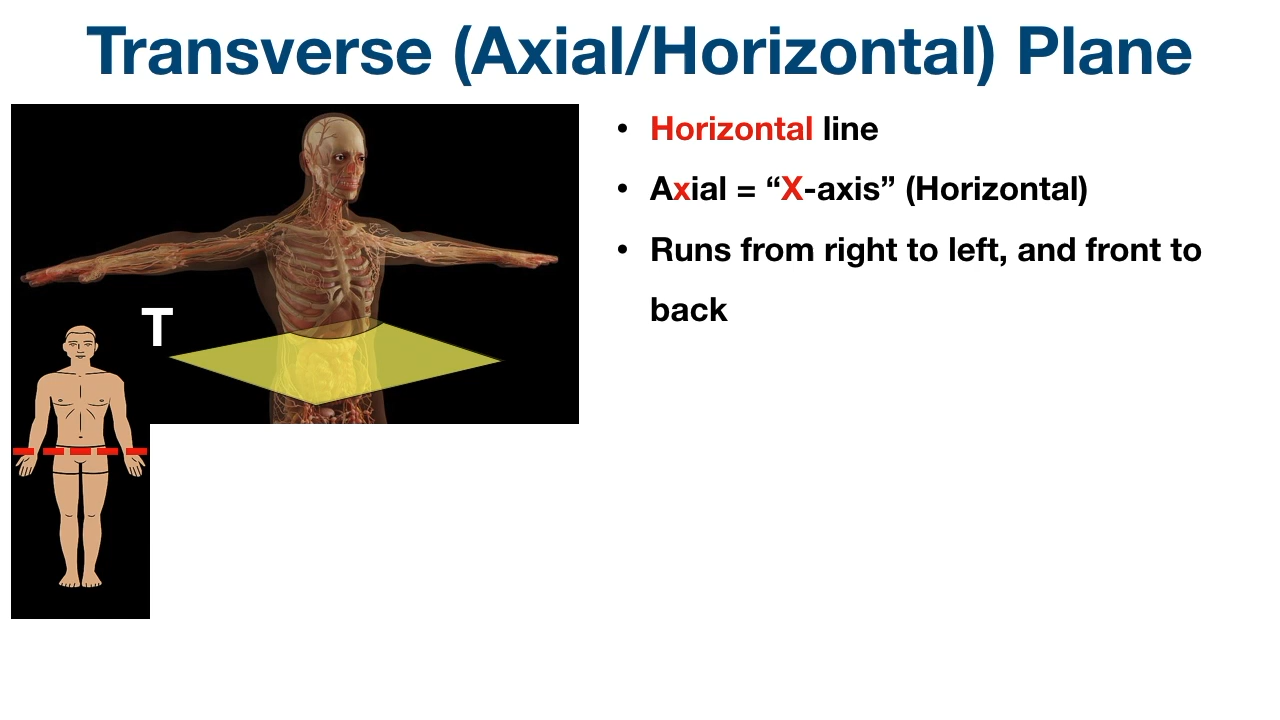 Transverse (Axial/Horizontal) Plane
T
• Horizontal line
• Axial = “X-axis” (Horizontal)
• Runs from right to left, and front to
back